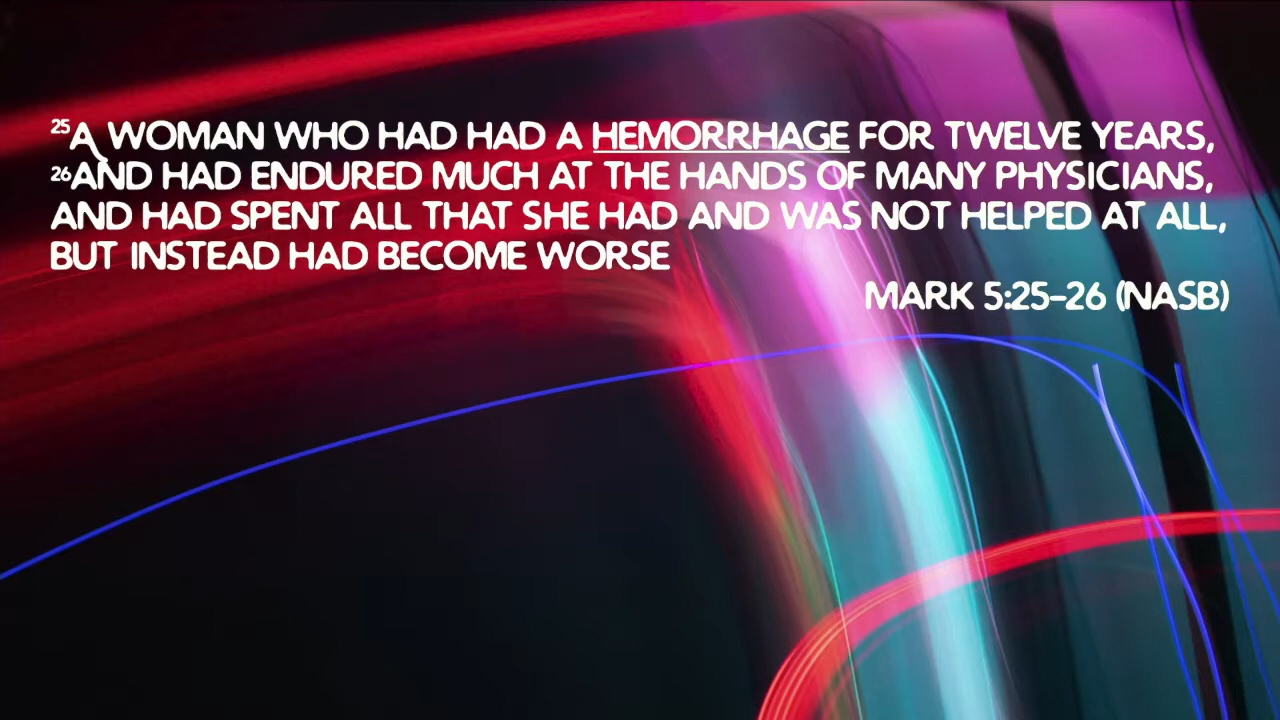 25A WOMAN WHO HAD HAD A HEMORRHAGE FOR TWELVE YEARS,
26AND HAD ENDURED MUCH AT THE HANDS OF MANY PHYSICIANS,
AND HAD SPENT ALL THAT SHE HAD AND WAS NOT HELPED AT ALL,
BUT INSTEAD HAD BECOME WORSE
MARK 5:25–26 (NASB)